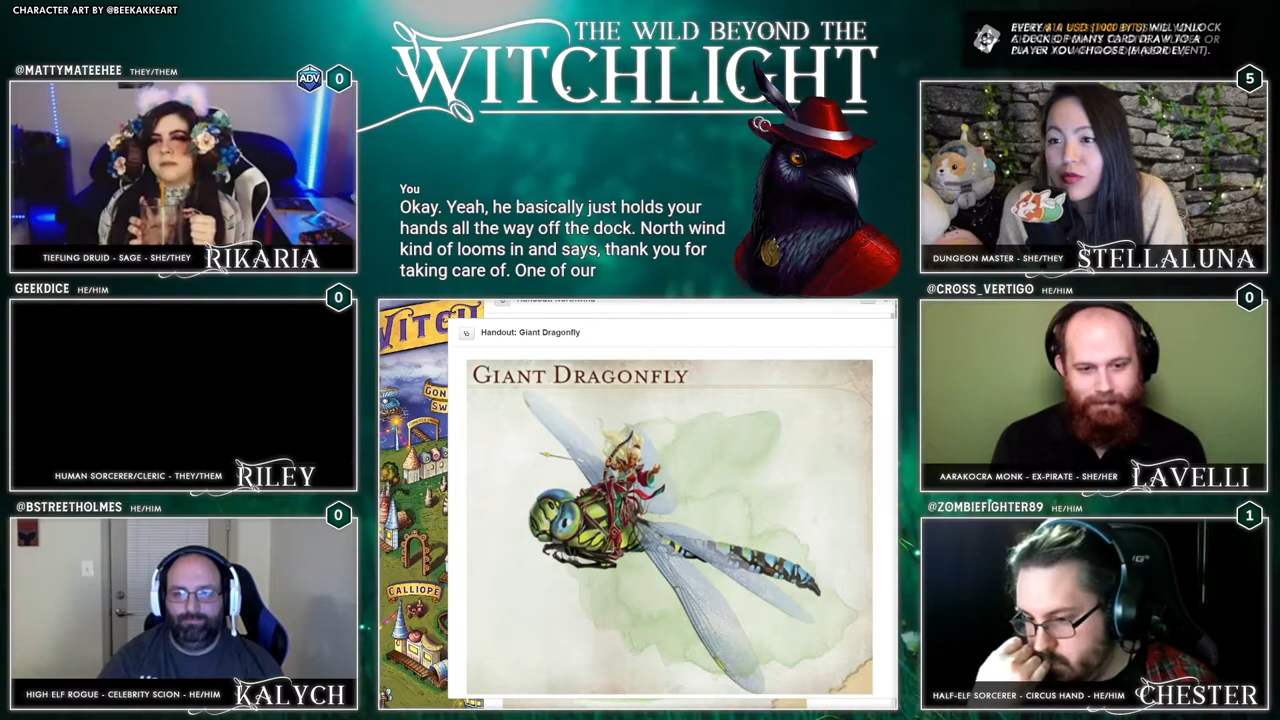 CHARACTER ART BY @BEEKAKKEART
THE WILD BEYOND THE
WITCHLIGHT
@MATTYMATEEHEE THEY/THEM
ADV
0
TIEFLING DRUID - SAGE - SHE/THEY
RIKARIA
You
Okay. Yeah, he basically just holds your
hands all the way off the dock. North wind
kind of looms in and says, thank you for
taking care of. One of our
5
DUNGEON MASTER - SHE/THEY
STELLALUNA
GEEKDICE HE/HIM
0
HUMAN SORCERER/CLERIC - THEY/THEM
RILEY
Handout: Giant Dragonfly
GIANT DRAGONFLY
CALLIOPE
@CROSS_VERTIGO HE/HIM
0
AARAKOCRA MONK - EX-PIRATE - SHE/HER
LAVELLI
@BSTREETHOLMES HE/HIM
0
HIGH ELF ROGUE - CELEBRITY SCION - HE/HIM
KALYCH
@ZOMBIEFIGHTER89 HE/HIM
1
HALF-ELF SORCERER - CIRCUS HAND - HE/HIM
CHESTER